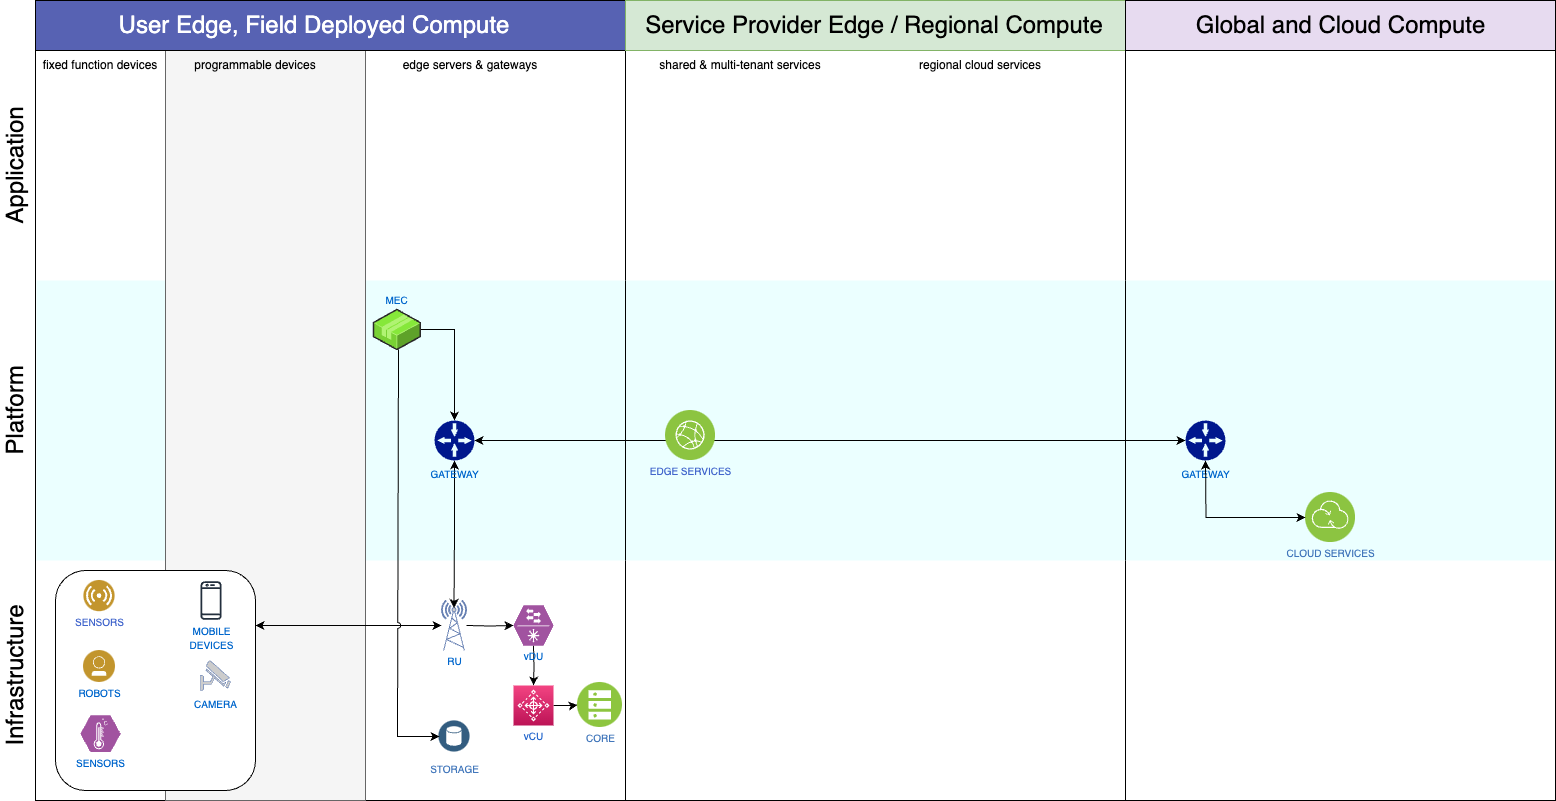 User Edge, Field Deployed Compute
Service Provider Edge / Regional Compute
Global and Cloud Compute
fixed function devices
programmable devices
edge servers & gateways
shared & multi-tenant services
regional cloud services
Application
Platform
Infrastructure
MEC
GATEWAY
EDGE SERVICES
GATEWAY
CLOUD SERVICES
SENSORS
MOBILE
DEVICES
ROBOTS
CAMERA
SENSORS
°C
RU
vDU
vCU
CORE
STORAGE